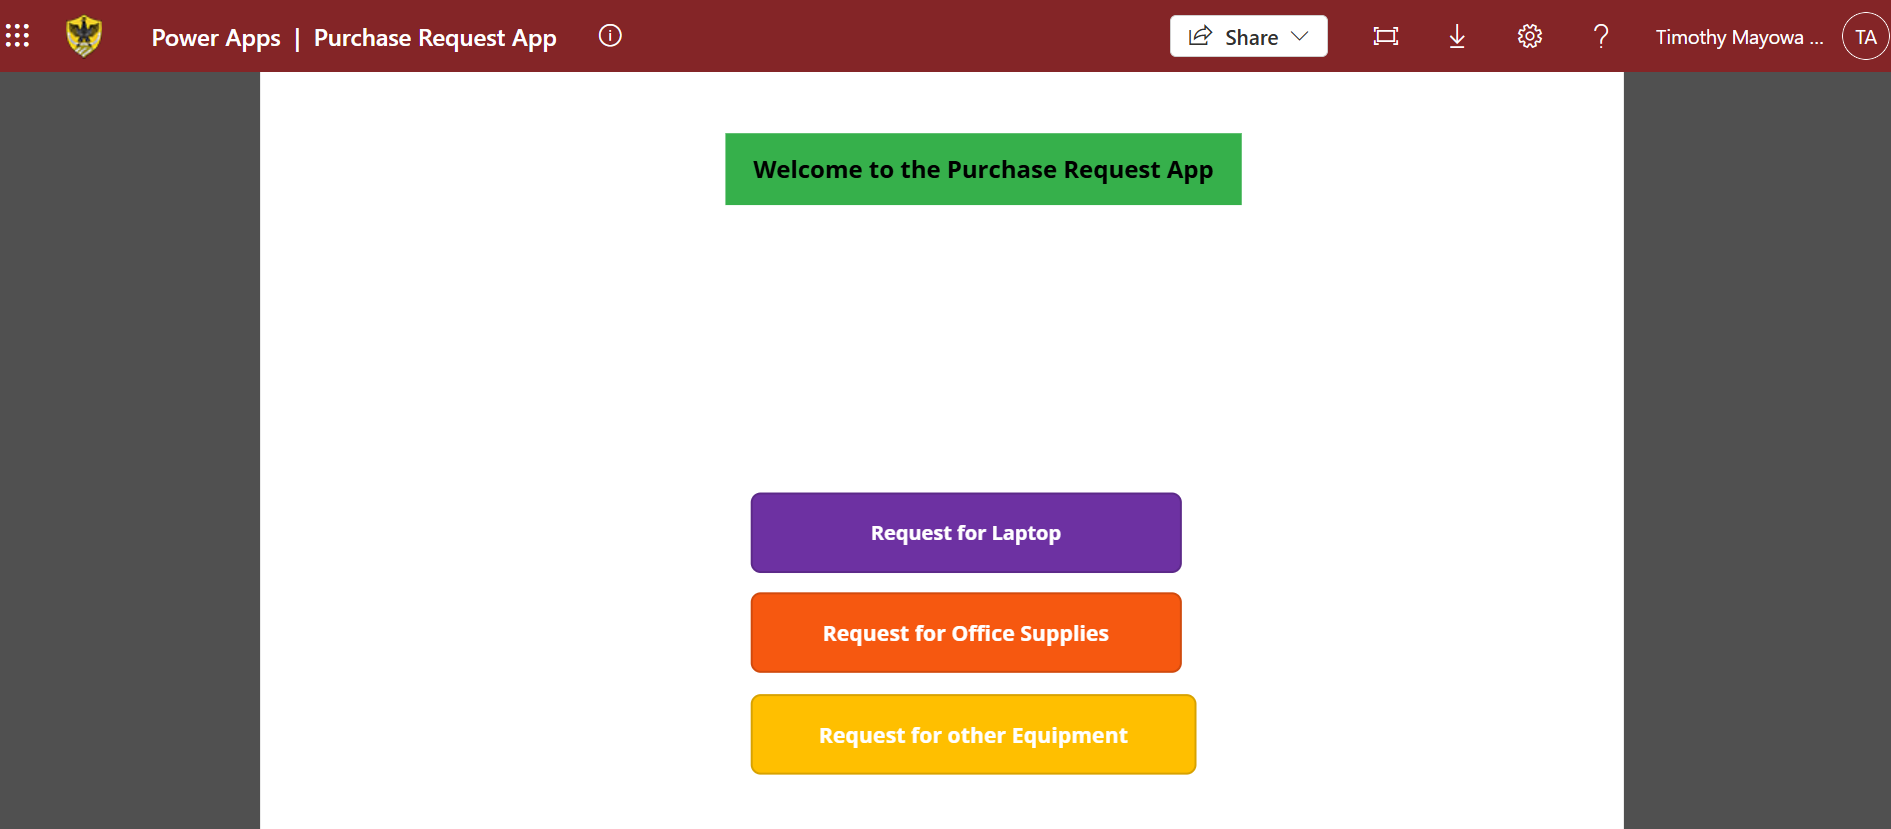 Power Apps | Purchase Request App
Share
Timothy Mayowa ...
TA
Welcome to the Purchase Request App
Request for Laptop
Request for Office Supplies
Request for other Equipment